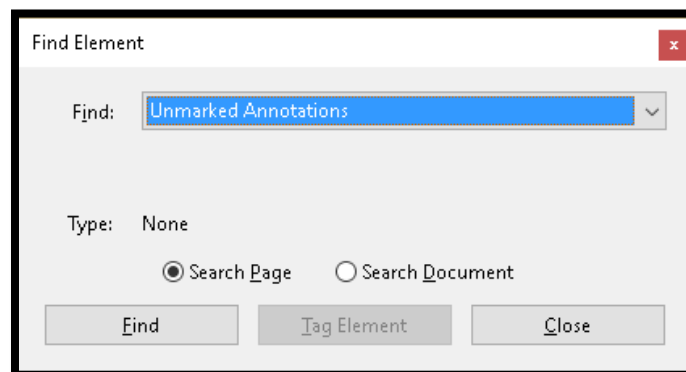 Find Element
x
Find: Unmarked Annotations
Type: None
Search Page Search Document
Find Tag Element Close